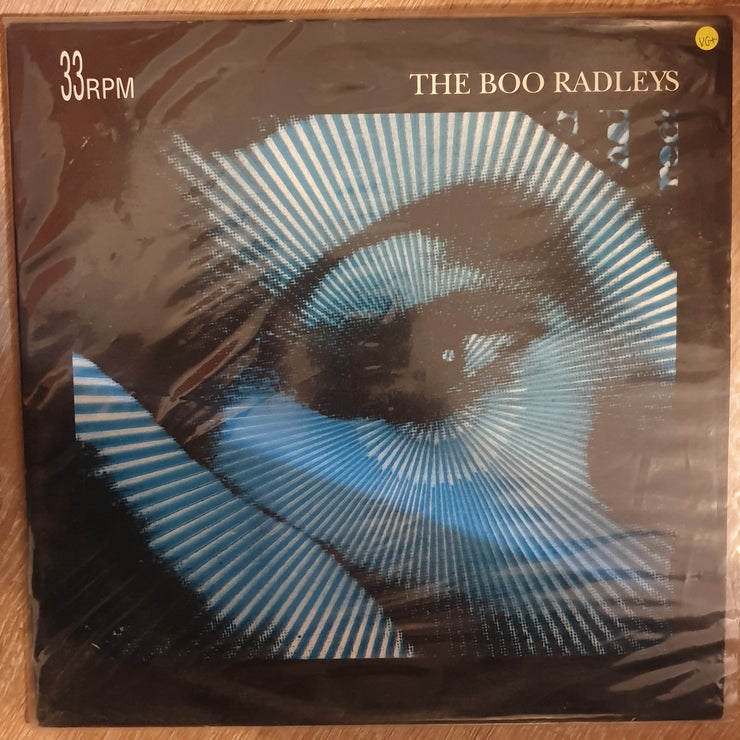 33RPM
THE BOO RADLEYS
VG+